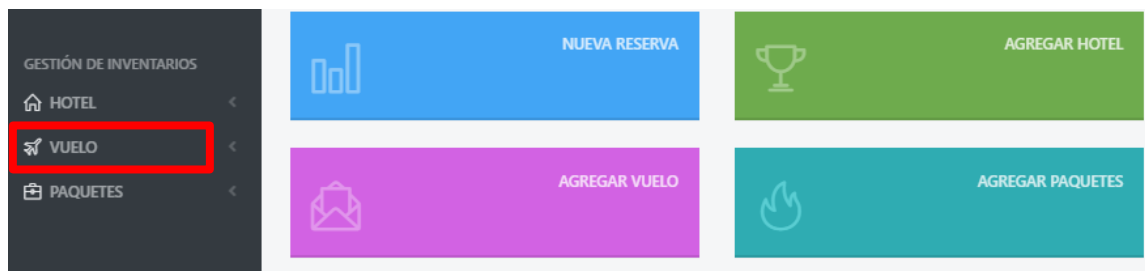 GESTIÓN DE INVENTARIOS
HOTEL
VUELO
PAQUETES
NUEVA RESERVA
AGREGAR HOTEL
AGREGAR VUELO
AGREGAR PAQUETES